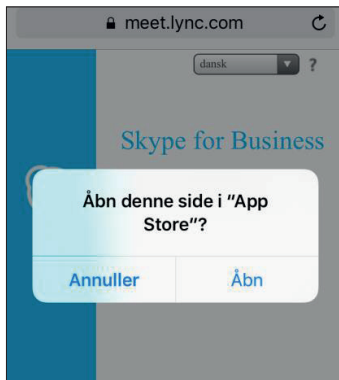 meet.lync.com
dansk ?
Skype for Business
Åbn denne side i "App
Store"?
Annuller Åbn